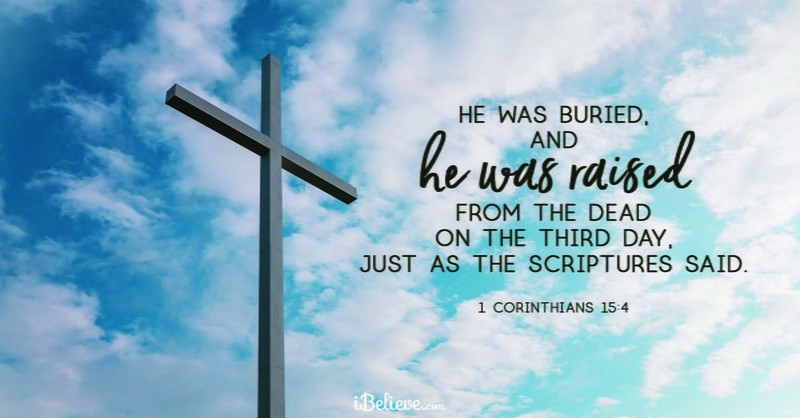 HE WAS BURIED,
AND
he was raised
FROM THE DEAD
ON THE THIRD DAY,
JUST AS THE SCRIPTURES SAID.
1 CORINTHIANS 15:4
iBelieve.com